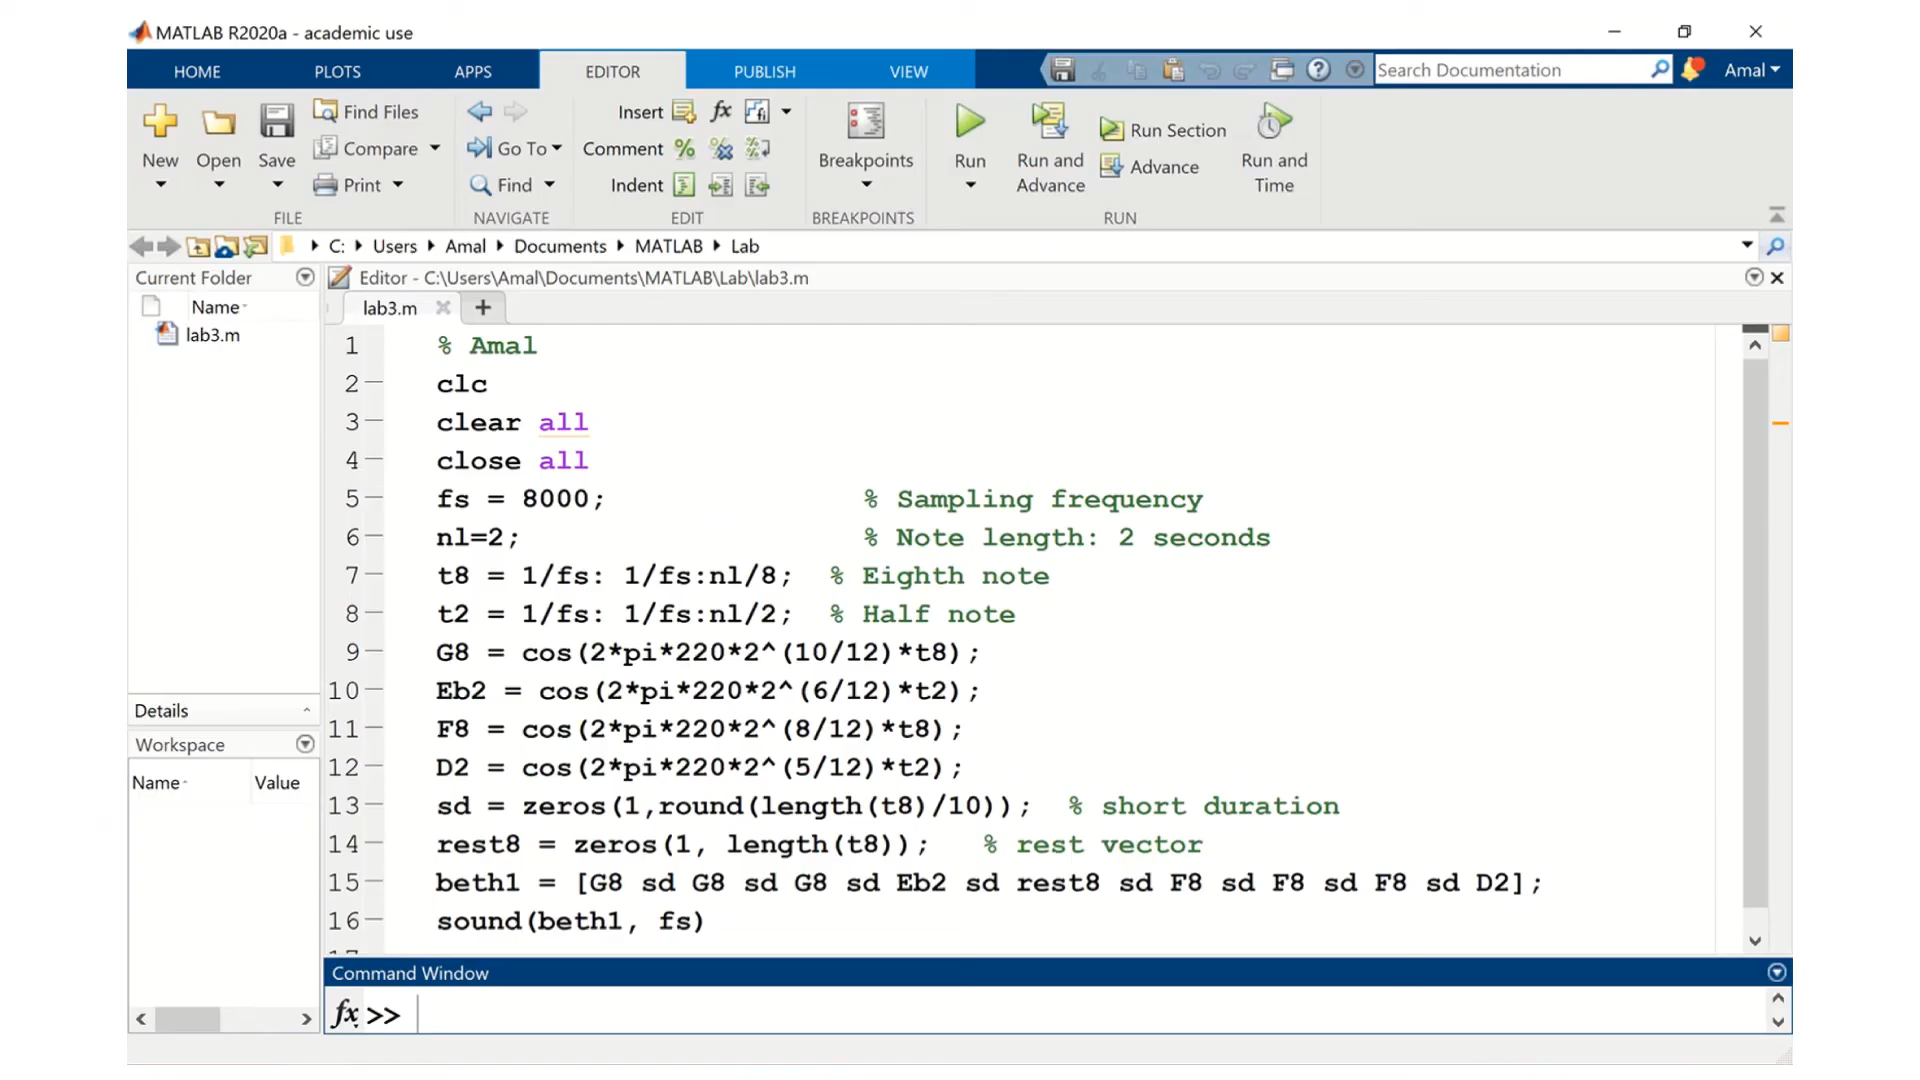 MATLAB R2020a - academic use
HOME PLOTS APPS EDITOR PUBLISH VIEW Search Documentation Amal
New Open Save Find Files Compare Print
FILE
Go To Find
NAVIGATE
Insert fx
Comment
Indent
EDIT
Breakpoints
BREAKPOINTS
Run Run and Advance Run Section Advance Run and Time
RUN
C: Users Amal Documents MATLAB Lab
Current Folder
Name
lab3.m
Details
Workspace
Name Value
Editor - C:\Users\Amal\Documents\MATLAB\Lab\lab3.m
lab3.m +
1 % Amal
2 clc
3 clear all
4 close all
5 fs = 8000; % Sampling frequency
6 nl=2; % Note length: 2 seconds
7 t8 = 1/fs: 1/fs:nl/8; % Eighth note
8 t2 = 1/fs: 1/fs:nl/2; % Half note
9 G8 = cos(2*pi*220*2^(10/12)*t8);
10 Eb2 = cos(2*pi*220*2^(6/12)*t2);
11 F8 = cos(2*pi*220*2^(8/12)*t8);
12 D2 = cos(2*pi*220*2^(5/12)*t2);
13 sd = zeros(1,round(length(t8)/10)); % short duration
14 rest8 = zeros(1, length(t8)); % rest vector
15 beth1 = [G8 sd G8 sd G8 sd Eb2 sd rest8 sd F8 sd F8 sd F8 sd D2];
16 sound(beth1, fs)
Command Window
fx >>